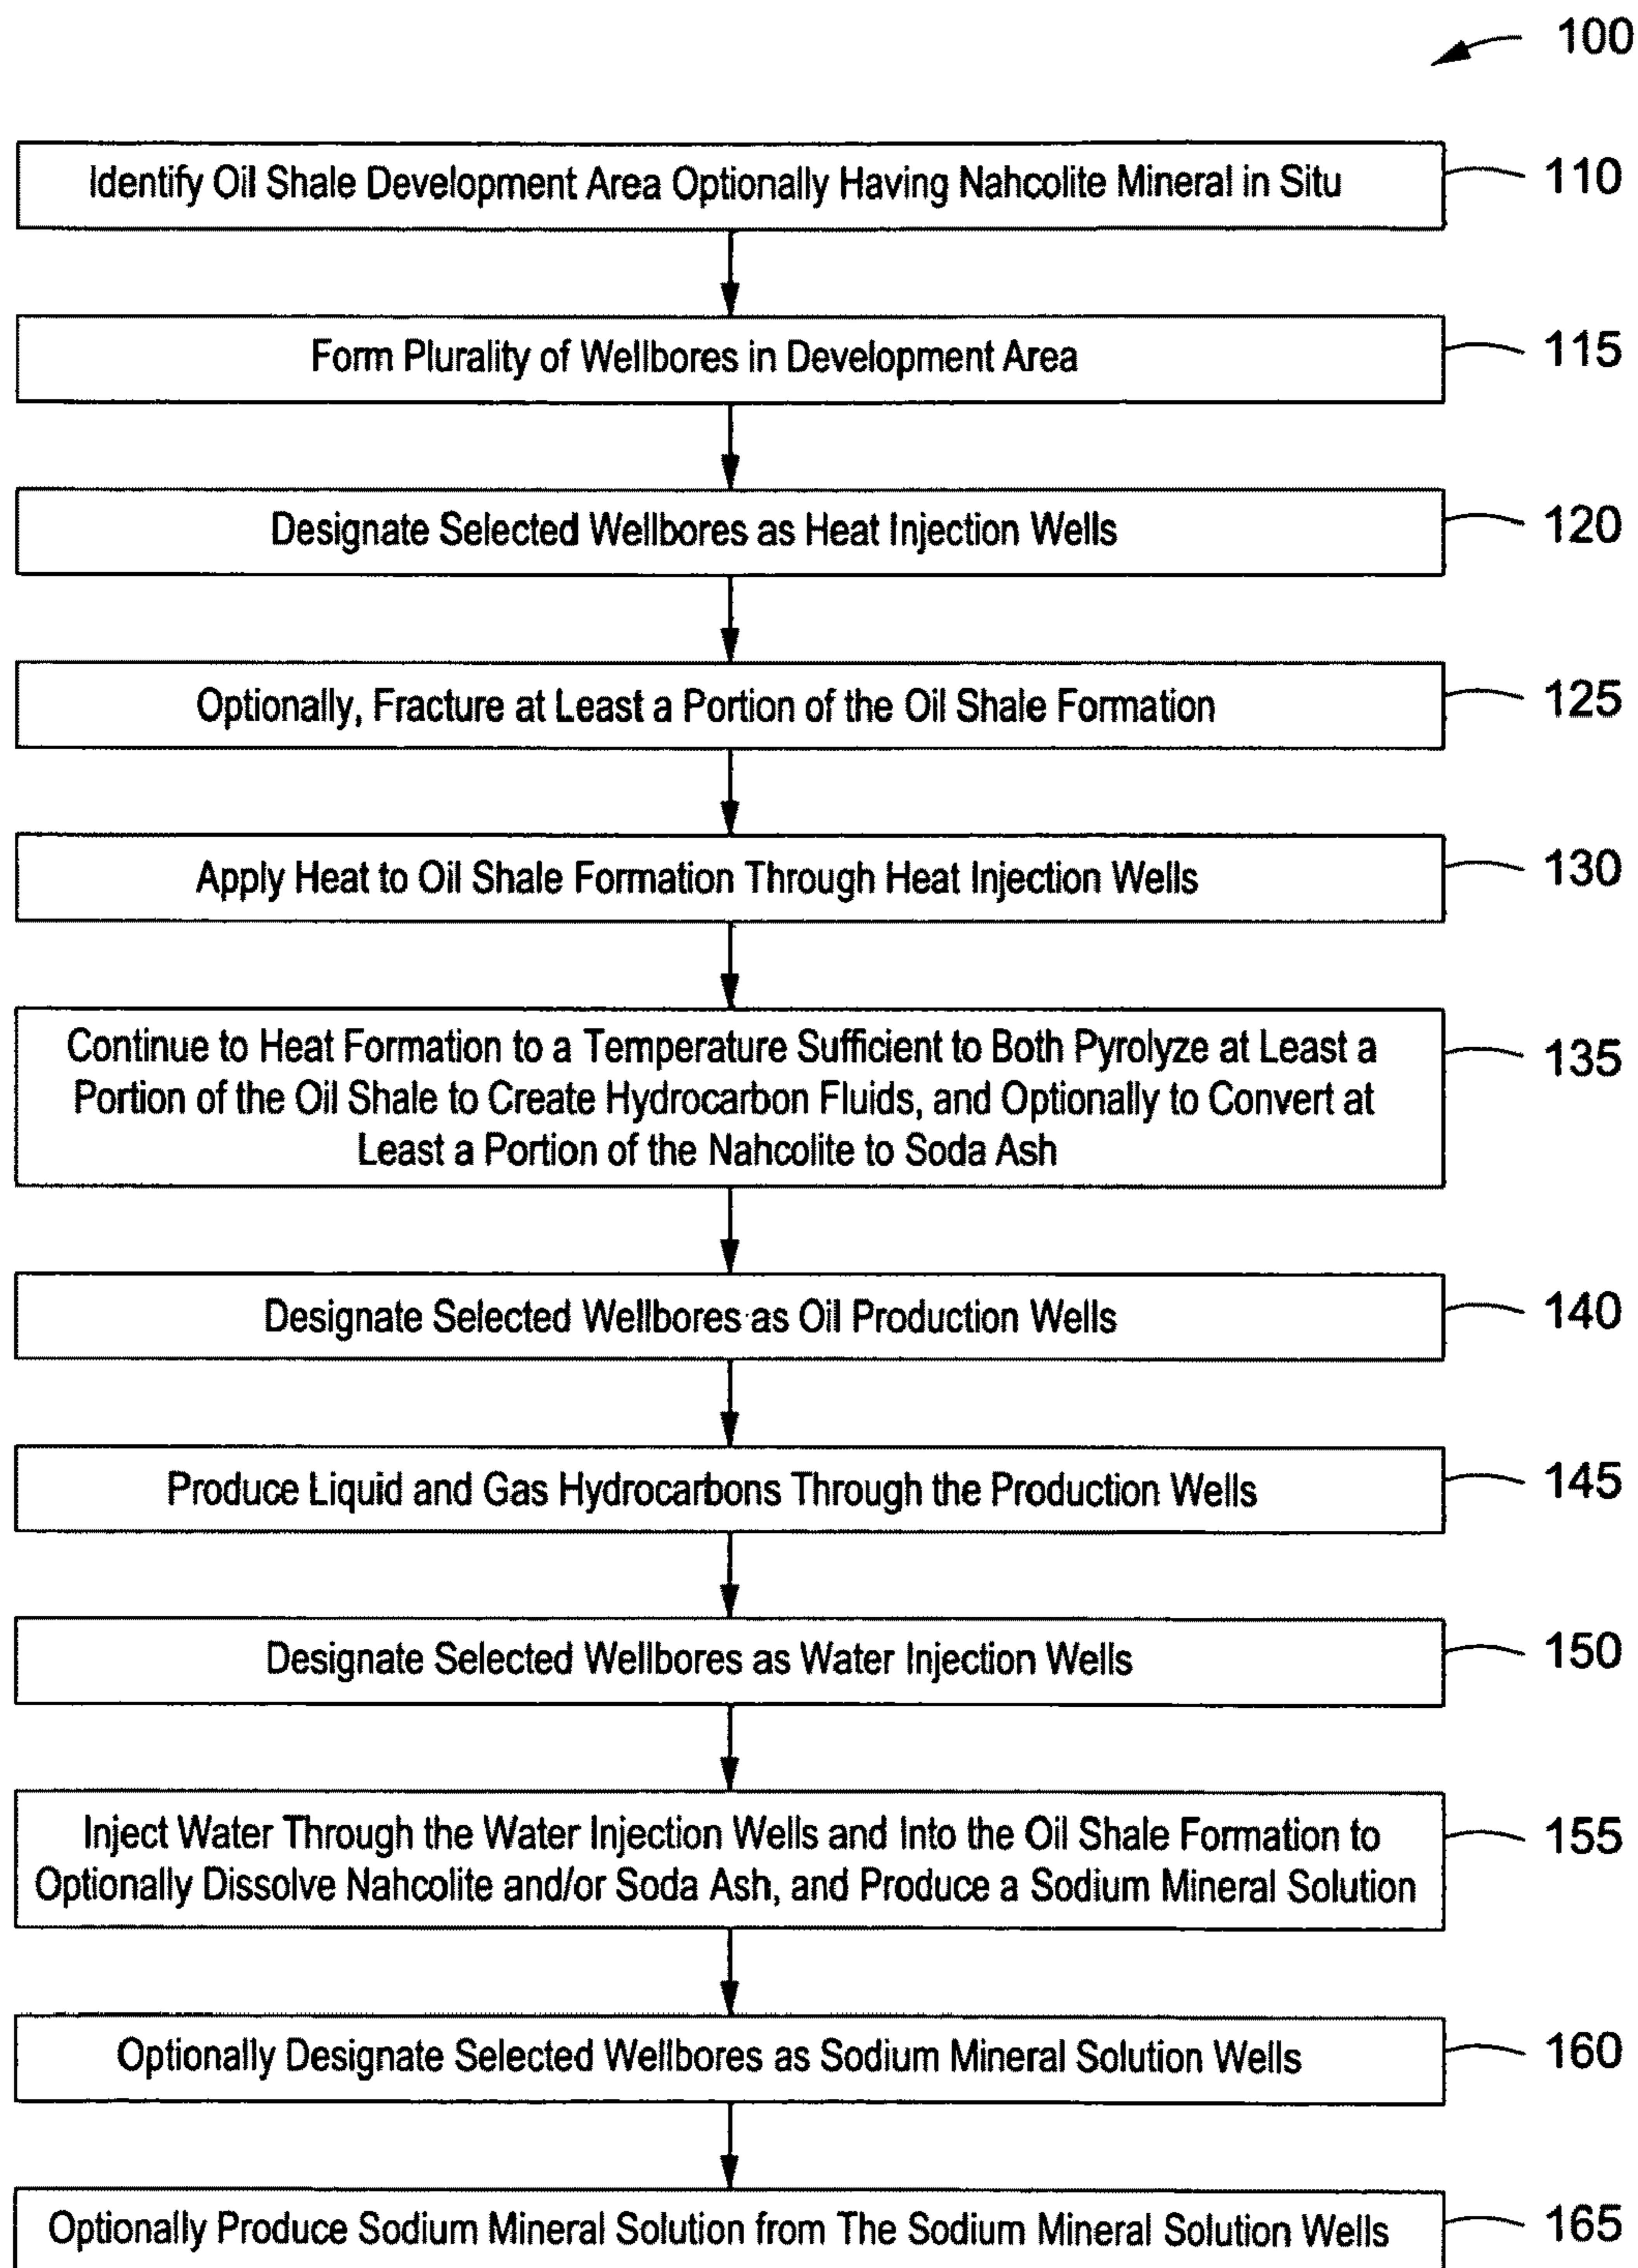 100
Identify Oil Shale Development Area Optionally Having Nahcolite Mineral in Situ
110
Form Plurality of Wellbores in Development Area
115
Designate Selected Wellbores as Heat Injection Wells
120
Optionally, Fracture at Least a Portion of the Oil Shale Formation
125
Apply Heat to Oil Shale Formation Through Heat Injection Wells
130
Continue to Heat Formation to a Temperature Sufficient to Both Pyrolyze at Least a
Portion of the Oil Shale to Create Hydrocarbon Fluids, and Optionally to Convert at
Least a Portion of the Nahcolite to Soda Ash
135
Designate Selected Wellbores as Oil Production Wells
140
Produce Liquid and Gas Hydrocarbons Through the Production Wells
145
Designate Selected Wellbores as Water Injection Wells
150
Inject Water Through the Water Injection Wells and Into the Oil Shale Formation to
Optionally Dissolve Nahcolite and/or Soda Ash, and Produce a Sodium Mineral Solution
155
Optionally Designate Selected Wellbores as Sodium Mineral Solution Wells
160
Optionally Produce Sodium Mineral Solution from The Sodium Mineral Solution Wells
165